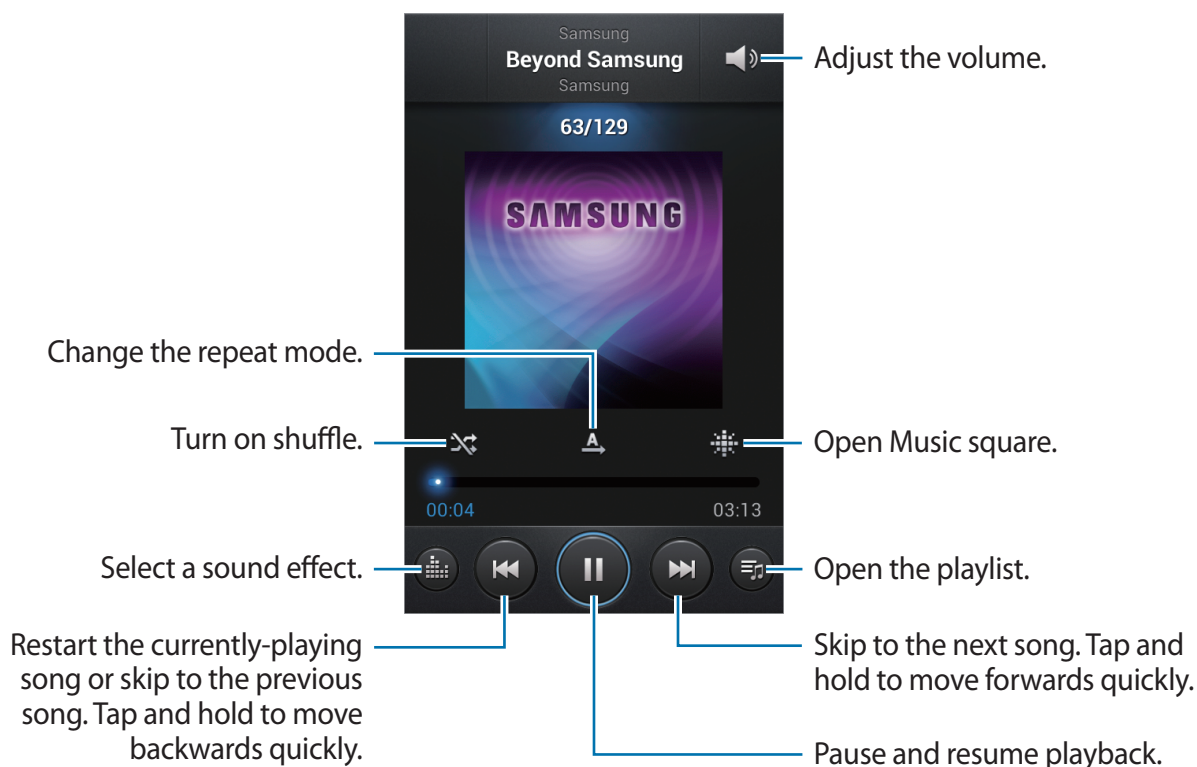 Samsung
Beyond Samsung
Samsung
Adjust the volume.
63/129
SAMSUNG
Change the repeat mode.
A
Turn on shuffle.
Open Music square.
00:04
03:13
Select a sound effect.
Open the playlist.
Restart the currently-playing
song or skip to the previous
song. Tap and hold to move
backwards quickly.
Skip to the next song. Tap and
hold to move forwards quickly.
Pause and resume playback.